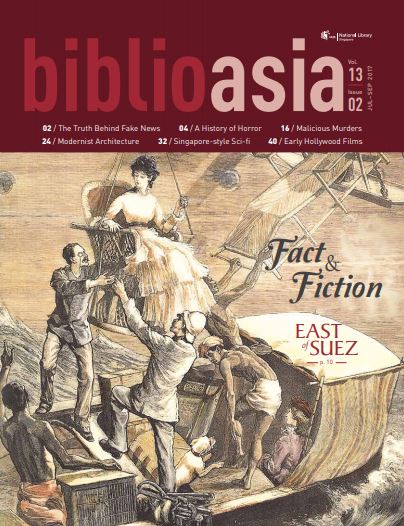 National Library
Singapore
biblioasia
Vol.
13
Issue
02
JUL–SEP 2017
02 / The Truth Behind Fake News 04 / A History of Horror 16 / Malicious Murders
24 / Modernist Architecture 32 / Singapore-style Sci-fi 40 / Early Hollywood Films
Fact
&
Fiction
EAST
of
SUEZ
p. 10